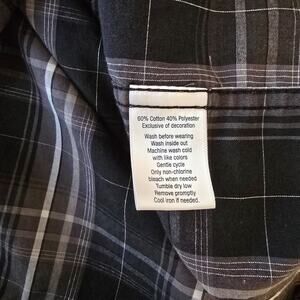 60% Cotton 40% Polyester
Exclusive of decoration
Wash before wearing
Wash inside out
Machine wash cold
with like colors
Gentle cycle
Only non-chlorine
bleach when needed
Tumble dry low
Remove promptly
Cool iron if needed.